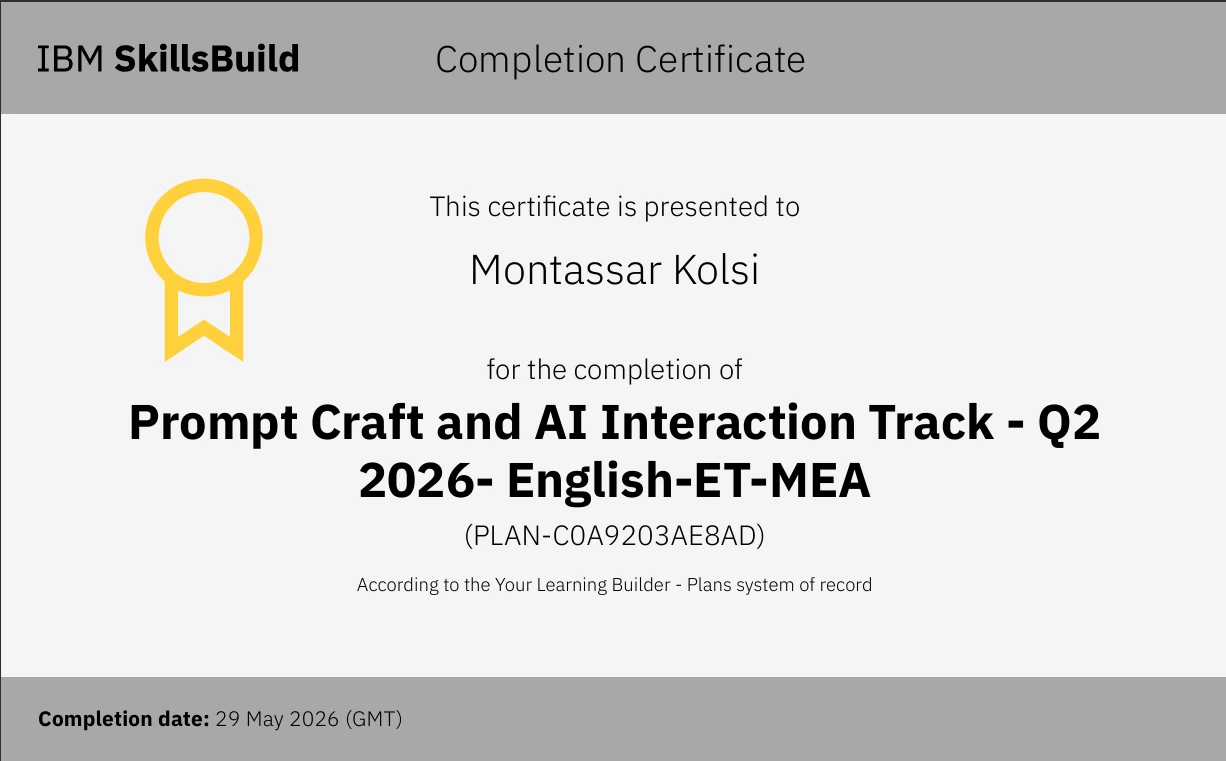 IBM SkillsBuild
Completion Certificate
This certificate is presented to
Montassar Kolsi
for the completion of
Prompt Craft and AI Interaction Track - Q2
2026- English-ET-MEA
(PLAN-C0A9203AE8AD)
According to the Your Learning Builder - Plans system of record
Completion date: 29 May 2026 (GMT)